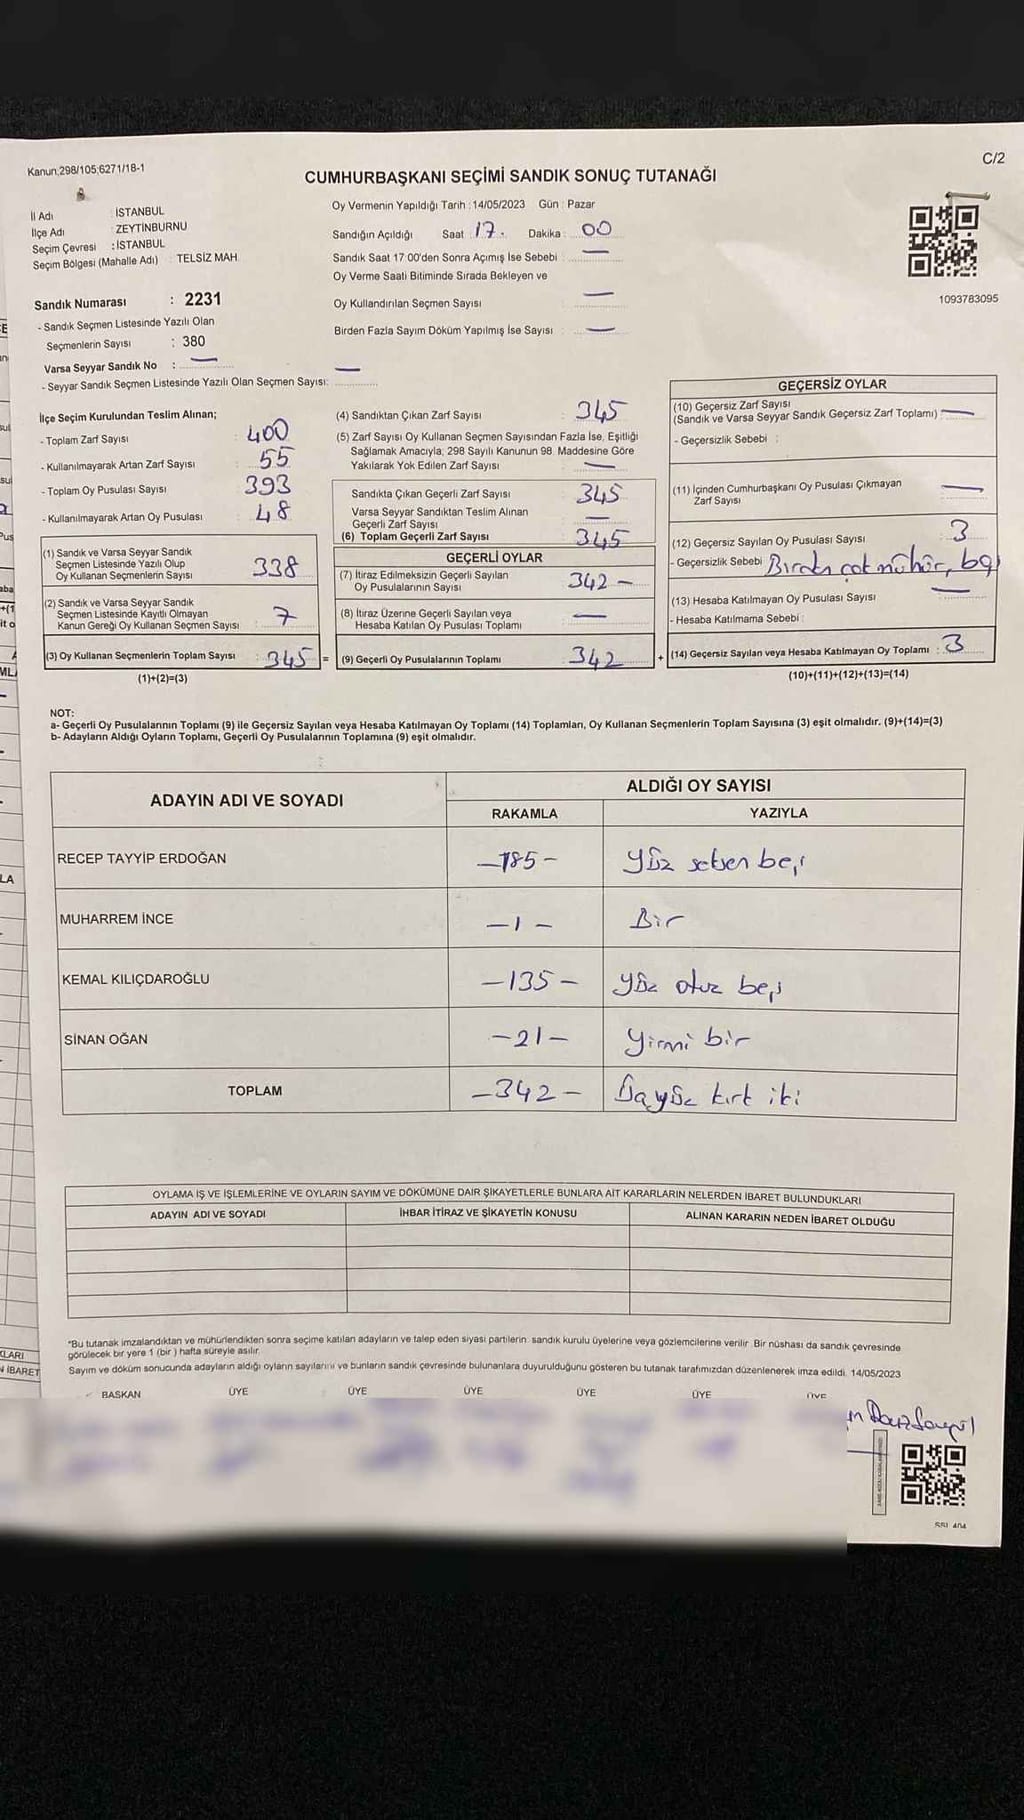 C/2
Kanun;298/105;6271/18-1
CUMHURBAŞKANI SEÇİMİ SANDIK SONUÇ TUTANAĞI
İl Adı : İSTANBUL
İlçe Adı : ZEYTİNBURNU
Seçim Çevresi : İSTANBUL
Seçim Bölgesi (Mahalle Adı) : TELSİZ MAH.
Oy Vermenin Yapıldığı Tarih : 14/05/2023 Gün : Pazar
Sandığın Açıldığı Saat : 17. Dakika : 00
Sandık Saat 17:00'den Sonra Açımış İse Sebebi : —
Oy Verme Saati Bitiminde Sırada Bekleyen ve
Oy Kullandırılan Seçmen Sayısı : —
Birden Fazla Sayım Döküm Yapılmış İse Sayısı : —
1093783095
Sandık Numarası : 2231
- Sandık Seçmen Listesinde Yazılı Olan
Seçmenlerin Sayısı : 380
Varsa Seyyar Sandık No : —
- Seyyar Sandık Seçmen Listesinde Yazılı Olan Seçmen Sayısı: —
İlçe Seçim Kurulundan Teslim Alınan;
- Toplam Zarf Sayısı : 400
- Kullanılmayarak Artan Zarf Sayısı : 55
- Toplam Oy Pusulası Sayısı : 393
- Kullanılmayarak Artan Oy Pusulası : 48
(1) Sandık ve Varsa Seyyar Sandık
Seçmen Listesinde Yazılı Olup
Oy Kullanan Seçmenlerin Sayısı : 338
(2) Sandık ve Varsa Seyyar Sandık
Seçmen Listesinde Kayıtlı Olmayan
Kanun Gereği Oy Kullanan Seçmen Sayısı : 7
(3) Oy Kullanan Seçmenlerin Toplam Sayısı : 345 =
(1)+(2)=(3)
(4) Sandıktan Çıkan Zarf Sayısı : 345
(5) Zarf Sayısı Oy Kullanan Seçmen Sayısından Fazla İse, Eşitliği
Sağlamak Amacıyla; 298 Sayılı Kanunun 98. Maddesine Göre
Yakılarak Yok Edilen Zarf Sayısı : —
Sandıkta Çıkan Geçerli Zarf Sayısı : 345
Varsa Seyyar Sandıktan Teslim Alınan
Geçerli Zarf Sayısı : —
(6) Toplam Geçerli Zarf Sayısı : 345
GEÇERLİ OYLAR
(7) İtiraz Edilmeksizin Geçerli Sayılan
Oy Pusulalarının Sayısı : 342 —
(8) İtiraz Üzerine Geçerli Sayılan veya
Hesaba Katılan Oy Pusulası Toplamı : —
(9) Geçerli Oy Pusulalarının Toplamı : 342 +
GEÇERSİZ OYLAR
(10) Geçersiz Zarf Sayısı
(Sandık ve Varsa Seyyar Sandık Geçersiz Zarf Toplamı) : —
- Geçersizlik Sebebi :
(11) İçinden Cumhurbaşkanı Oy Pusulası Çıkmayan
Zarf Sayısı : —
(12) Geçersiz Sayılan Oy Pusulası Sayısı : 3
- Geçersizlik Sebebi : Birden çok mühür,
(13) Hesaba Katılmayan Oy Pusulası Sayısı : —
- Hesaba Katılmama Sebebi :
(14) Geçersiz Sayılan veya Hesaba Katılmayan Oy Toplamı : 3
(10)+(11)+(12)+(13)=(14)
NOT:
a- Geçerli Oy Pusulalarının Toplamı (9) ile Geçersiz Sayılan veya Hesaba Katılmayan Oy Toplamı (14) Toplamları, Oy Kullanan Seçmenlerin Toplam Sayısına (3) eşit olmalıdır. (9)+(14)=(3)
b- Adayların Aldığı Oyların Toplamı, Geçerli Oy Pusulalarının Toplamına (9) eşit olmalıdır.
ADAYIN ADI VE SOYADI
ALDIĞI OY SAYISI
RAKAMLA YAZIYLA
RECEP TAYYİP ERDOĞAN —185— Yüz seksen beş
MUHARREM İNCE —1— Bir
KEMAL KILIÇDAROĞLU —135— Yüz otuz beş
SİNAN OĞAN —21— Yirmi bir
TOPLAM —342— Üçyüz kırk iki
OYLAMA İŞ VE İŞLEMLERİNE VE OYLARIN SAYIM VE DÖKÜMÜNE DAİR ŞİKAYETLERLE BUNLARA AİT KARARLARIN NELERDEN İBARET BULUNDUKLARI
ADAYIN ADI VE SOYADI İHBAR İTİRAZ VE ŞİKAYETİN KONUSU ALINAN KARARIN NEDEN İBARET OLDUĞU
"Bu tutanak imzalandıktan ve mühürlendikten sonra seçime katılan adayların ve talep eden siyasi partilerin sandık kurulu üyelerine veya gözlemcilerine verilir. Bir nüshası da sandık çevresinde
görülecek bir yere 1 (bir) hafta süreyle asılır.
Sayım ve döküm sonucunda adayların aldığı oyların sayılarını ve bunların sandık çevresinde bulunanlara duyurulduğunu gösteren bu tutanak tarafımızdan düzenlenerek imza edildi. 14/05/2023
BAŞKAN ÜYE ÜYE ÜYE ÜYE ÜYE ÜYE